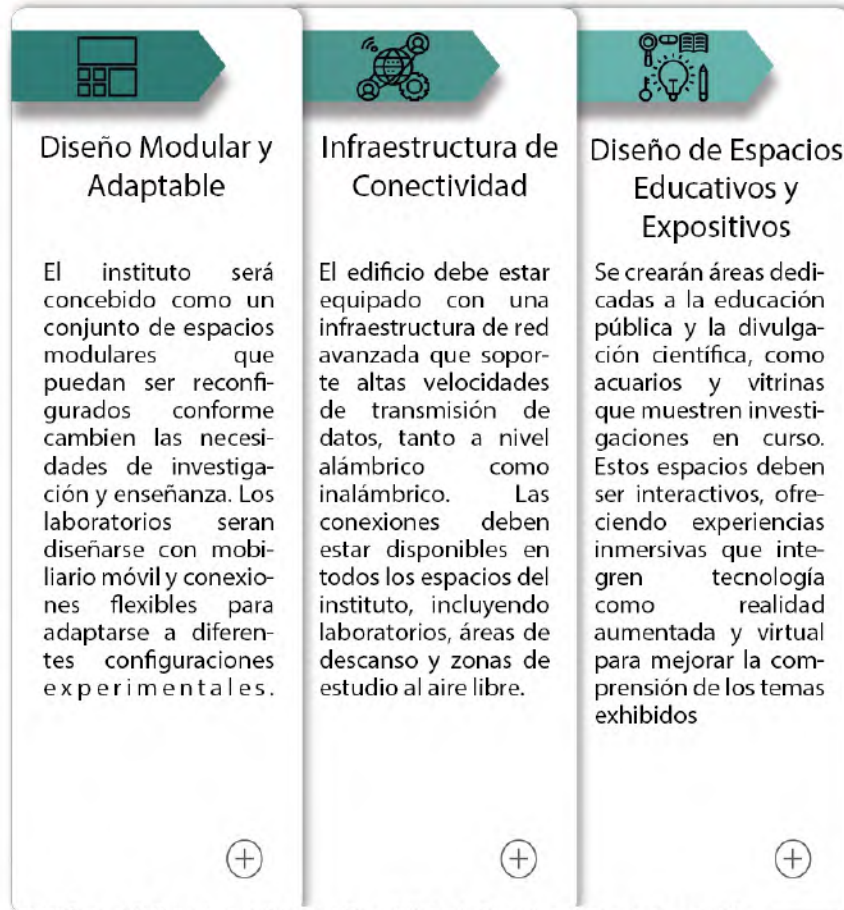 Diseño Modular y
Adaptable
El instituto será
concebido como un
conjunto de espacios
modulares que
puedan ser reconfi-
gurados conforme
cambien las necesi-
dades de investiga-
ción y enseñanza. Los
laboratorios seran
diseñarse con mobi-
liario móvil y conexio-
nes flexibles para
adaptarse a diferen-
tes configuraciones
experimentales.
Infraestructura de
Conectividad
El edificio debe estar
equipado con una
infraestructura de red
avanzada que sopor-
te altas velocidades
de transmisión de
datos, tanto a nivel
alámbrico como
inalámbrico. Las
conexiones deben
estar disponibles en
todos los espacios del
instituto, incluyendo
laboratorios, áreas de
descanso y zonas de
estudio al aire libre.
Diseño de Espacios
Educativos y
Expositivos
Se crearán áreas dedi-
cadas a la educación
pública y la divulga-
ción científica, como
acuarios y vitrinas
que muestren investi-
gaciones en curso.
Estos espacios deben
ser interactivos, ofre-
ciendo experiencias
inmersivas que inte-
gren tecnología
como realidad
aumentada y virtual
para mejorar la com-
prensión de los temas
exhibidos